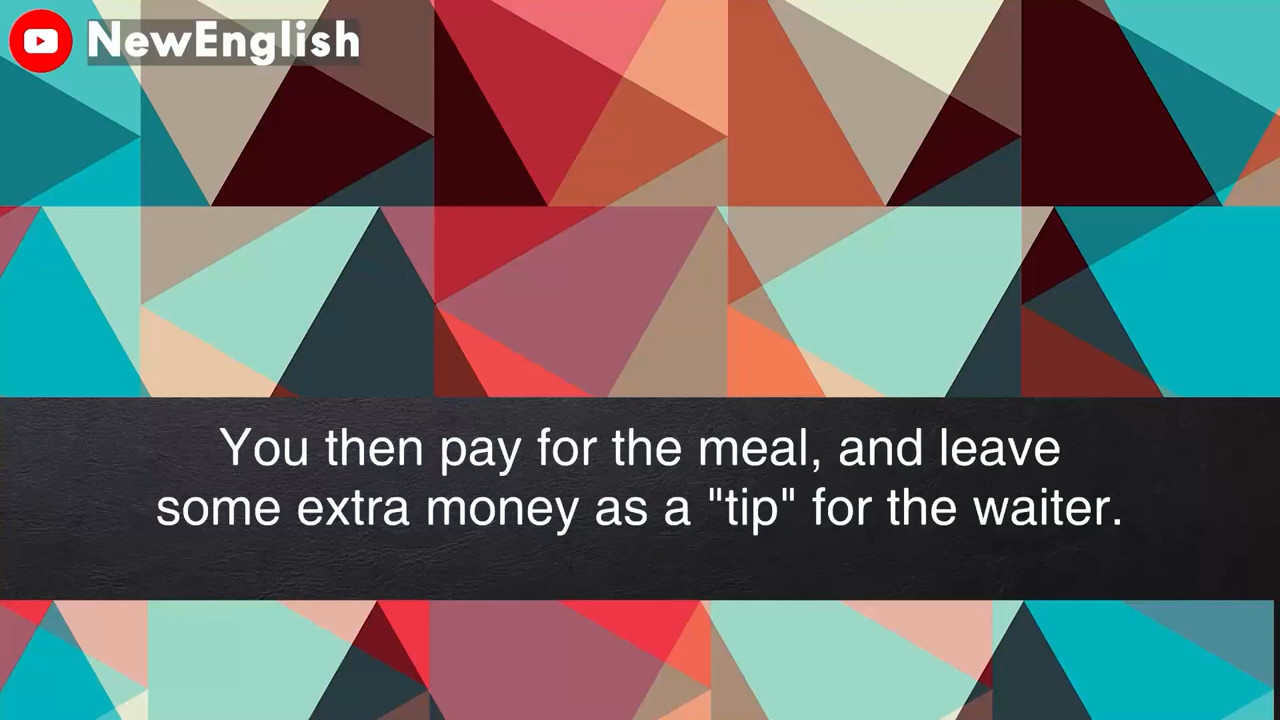 NewEnglish
You then pay for the meal, and leave
some extra money as a "tip" for the waiter.